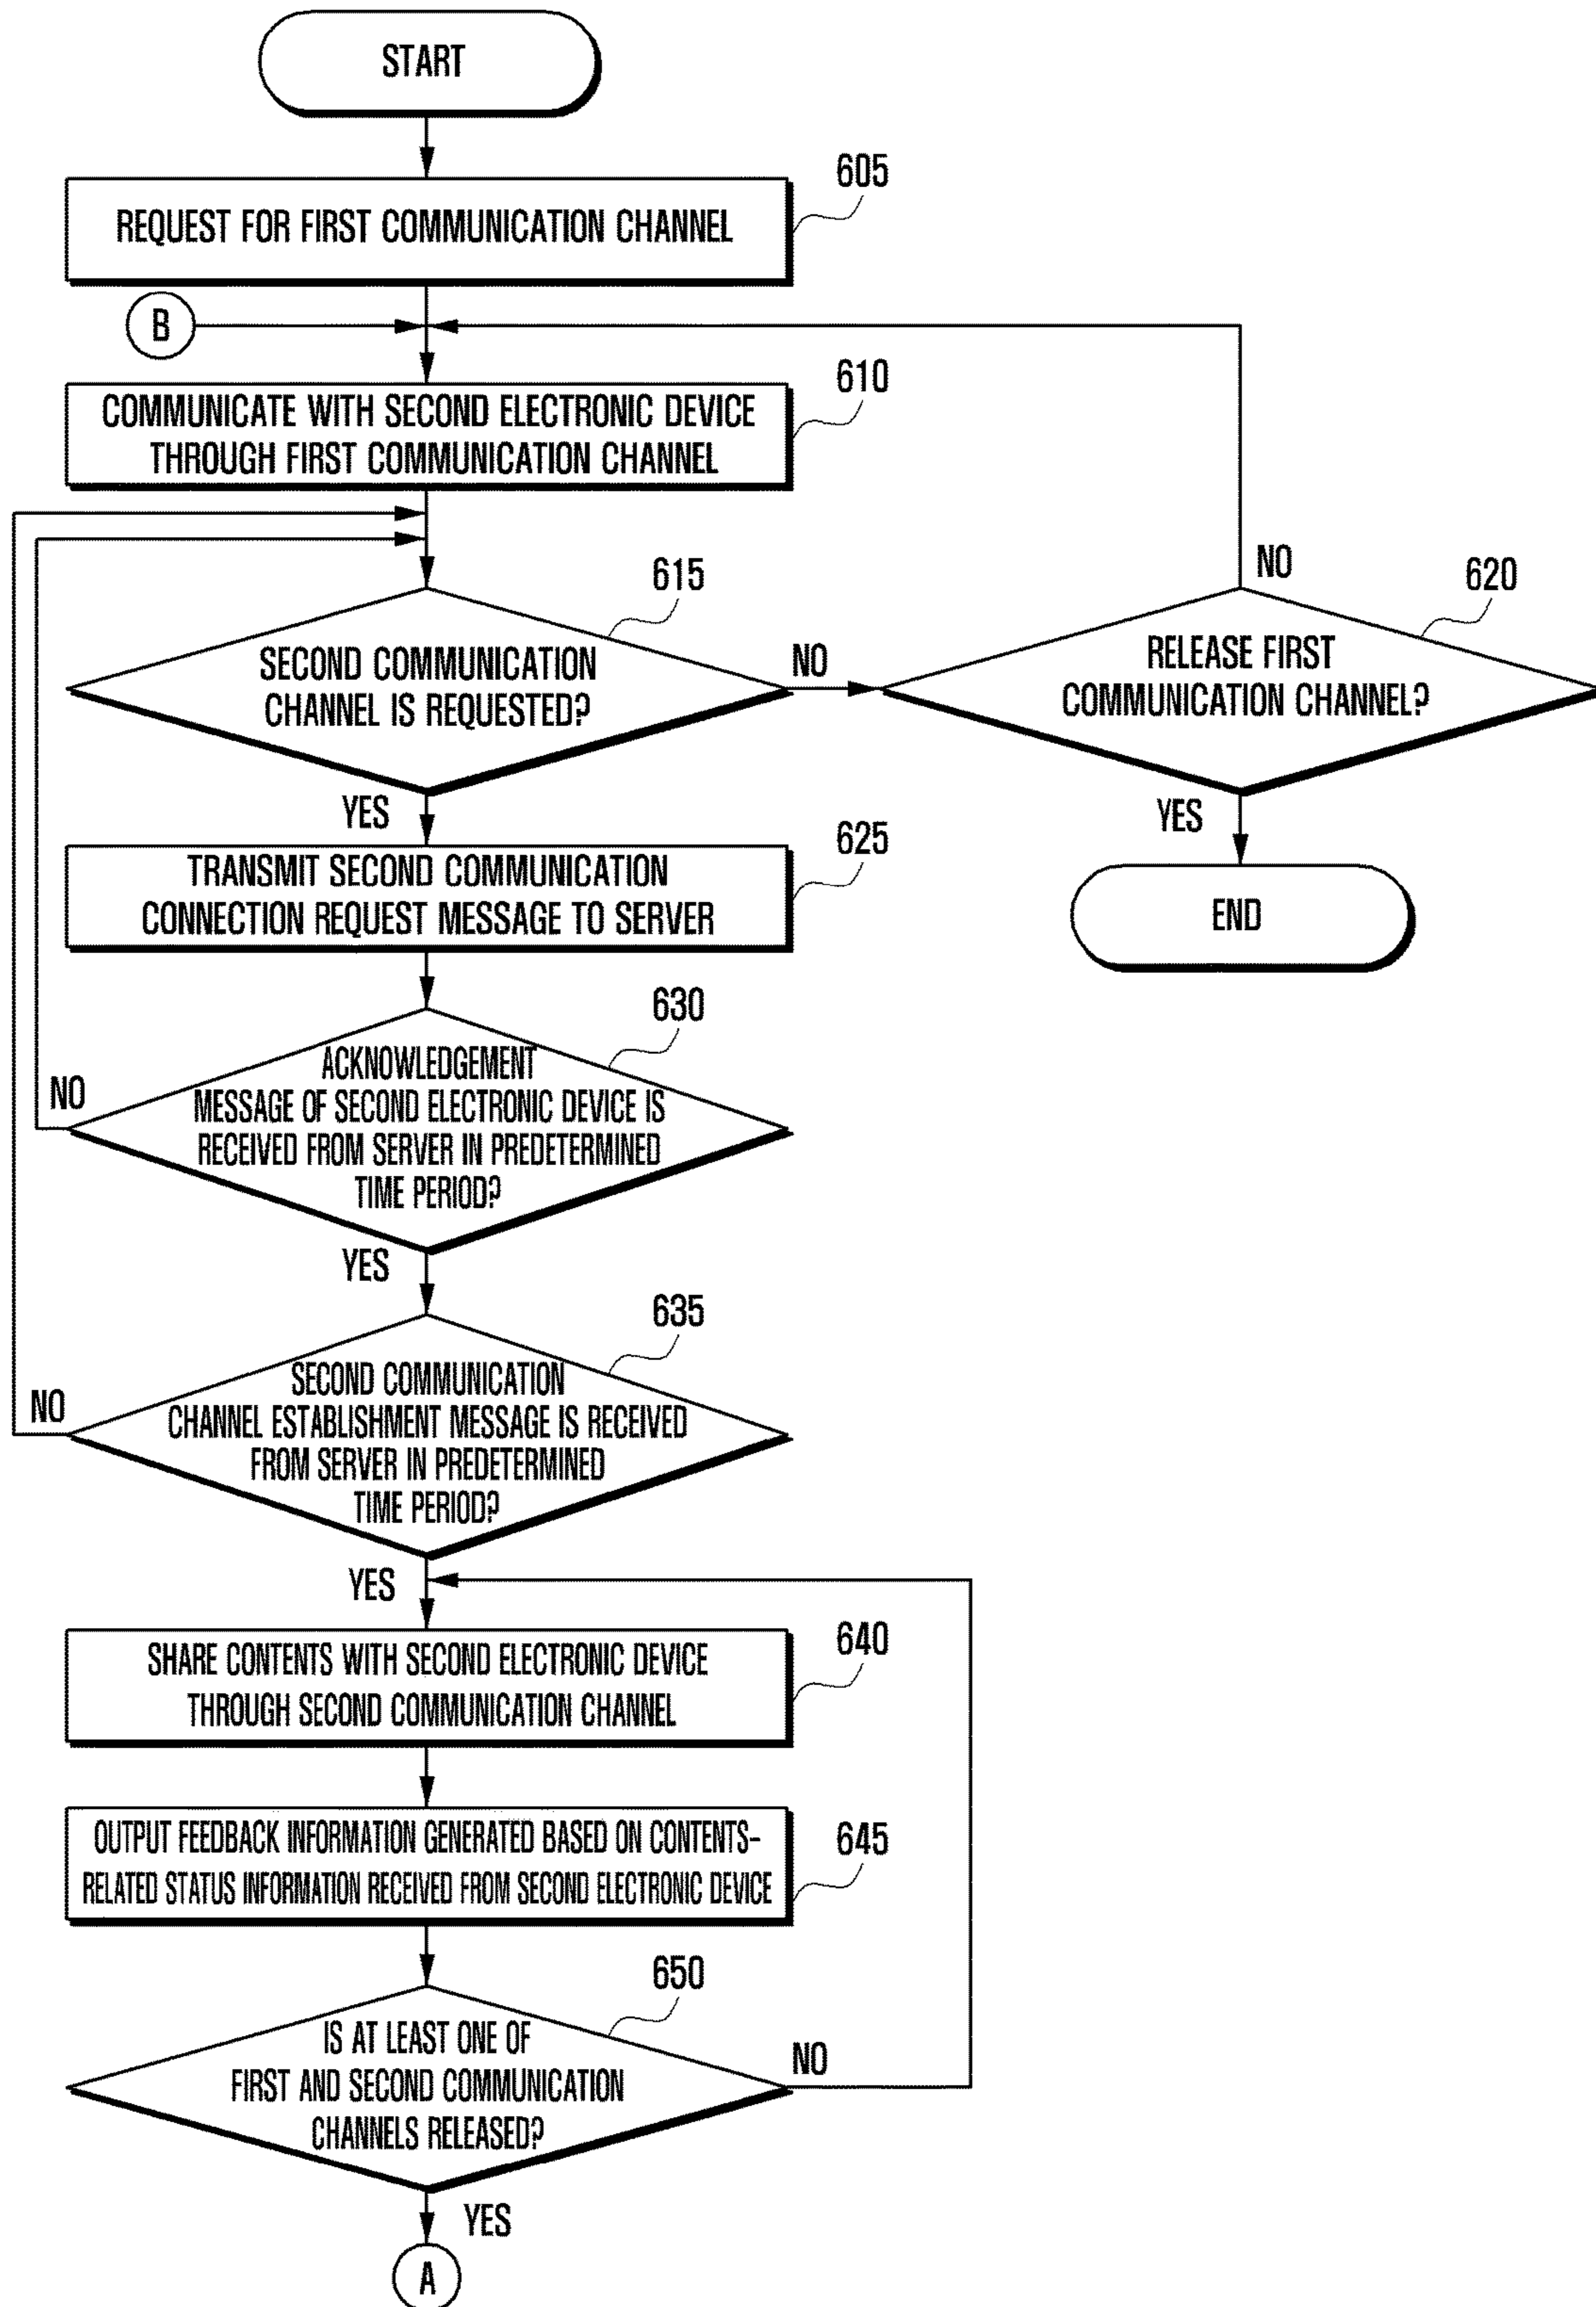 START
605
REQUEST FOR FIRST COMMUNICATION CHANNEL
B
610
COMMUNICATE WITH SECOND ELECTRONIC DEVICE
THROUGH FIRST COMMUNICATION CHANNEL
615
SECOND COMMUNICATION
CHANNEL IS REQUESTED?
NO
NO
620
RELEASE FIRST
COMMUNICATION CHANNEL?
YES
YES
END
625
TRANSMIT SECOND COMMUNICATION
CONNECTION REQUEST MESSAGE TO SERVER
630
ACKNOWLEDGEMENT
MESSAGE OF SECOND ELECTRONIC DEVICE IS
RECEIVED FROM SERVER IN PREDETERMINED
TIME PERIOD?
NO
YES
635
SECOND COMMUNICATION
CHANNEL ESTABLISHMENT MESSAGE IS RECEIVED
FROM SERVER IN PREDETERMINED
TIME PERIOD?
NO
YES
640
SHARE CONTENTS WITH SECOND ELECTRONIC DEVICE
THROUGH SECOND COMMUNICATION CHANNEL
645
OUTPUT FEEDBACK INFORMATION GENERATED BASED ON CONTENTS-
RELATED STATUS INFORMATION RECEIVED FROM SECOND ELECTRONIC DEVICE
650
IS AT LEAST ONE OF
FIRST AND SECOND COMMUNICATION
CHANNELS RELEASED?
NO
YES
A